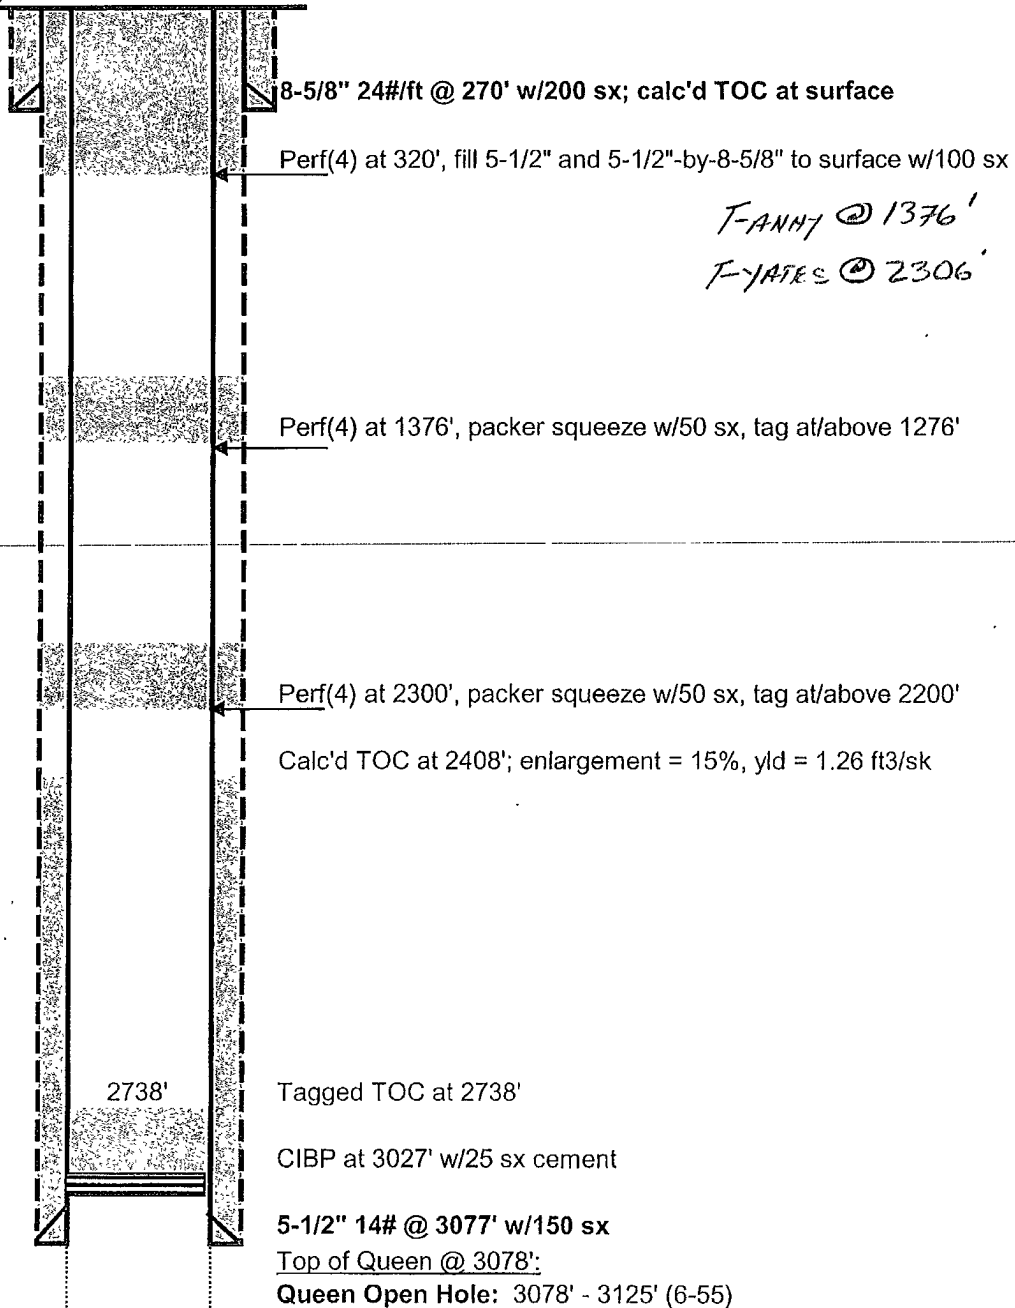 8-5/8" 24#/ft @ 270' w/200 sx; calc'd TOC at surface
Perf(4) at 320', fill 5-1/2" and 5-1/2"-by-8-5/8" to surface w/100 sx
T-ANHY @ 1376'
T-YATES @ 2306'
Perf(4) at 1376', packer squeeze w/50 sx, tag at/above 1276'
Perf(4) at 2300', packer squeeze w/50 sx, tag at/above 2200'
Calc'd TOC at 2408'; enlargement = 15%, yld = 1.26 ft3/sk
2738' Tagged TOC at 2738'
CIBP at 3027' w/25 sx cement
5-1/2" 14# @ 3077' w/150 sx
Top of Queen @ 3078':
Queen Open Hole: 3078' - 3125' (6-55)